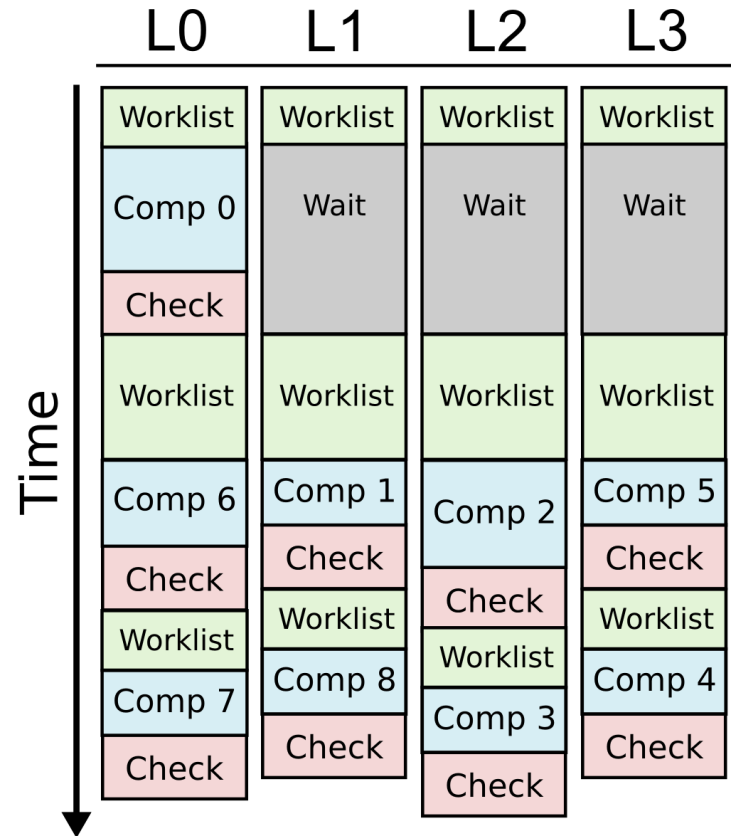 L0 L1 L2 L3
Time
Worklist Worklist Worklist Worklist
Comp 0 Wait Wait Wait
Check
Worklist Worklist Worklist Worklist
Comp 6 Comp 1 Comp 2 Comp 5
Check Check Check Check
Worklist Worklist Worklist Worklist
Comp 7 Comp 8 Comp 3 Comp 4
Check Check Check Check